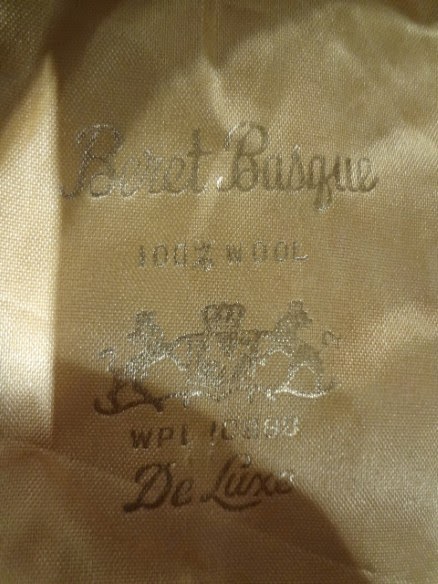 Beret Basque
100% WOOL
WPL
De Luxe